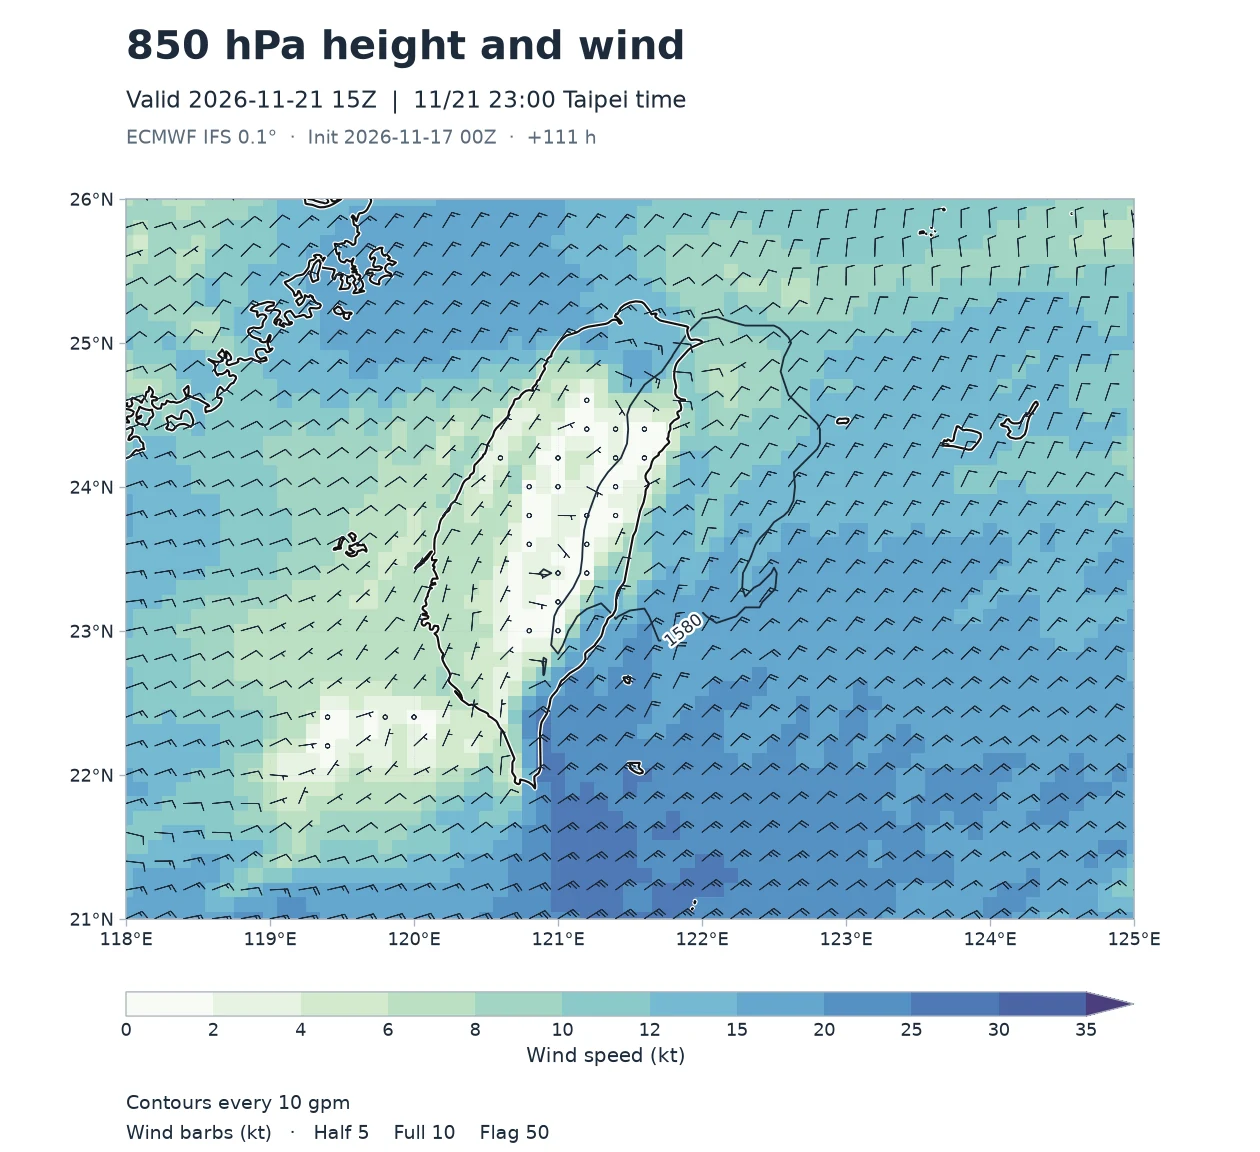 850 hPa height and wind
Valid 2026-11-21 15Z | 11/21 23:00 Taipei time
ECMWF IFS 0.1° · Init 2026-11-17 00Z · +111 h
26°N
25°N
24°N
23°N
22°N
21°N
1580
118°E 119°E 120°E 121°E 122°E 123°E 124°E 125°E
0 2 4 6 8 10 12 15 20 25 30 35
Wind speed (kt)
Contours every 10 gpm
Wind barbs (kt) · Half 5 Full 10 Flag 50